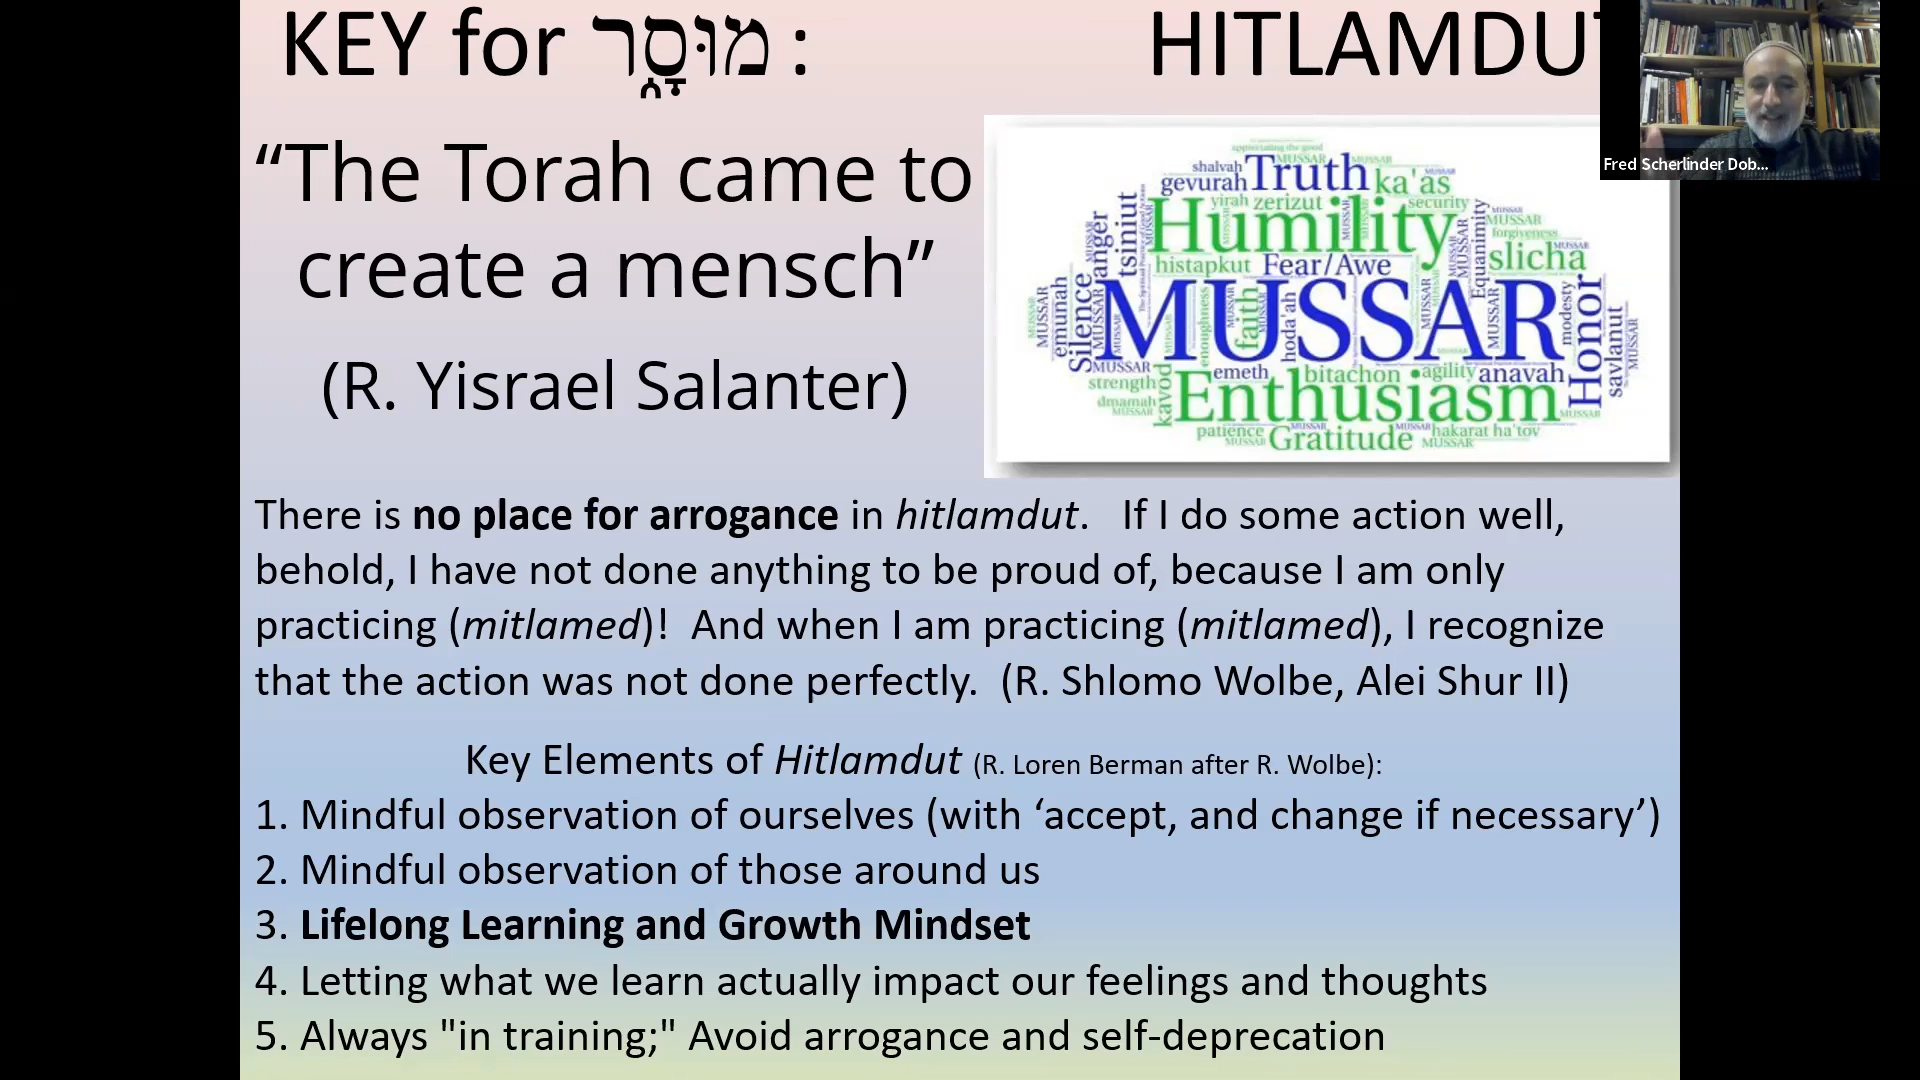 KEY for מוּסָ֑ר : HITLAMDUT
Fred Scherlinder Dob...
“The Torah came to
create a mensch”
(R. Yisrael Salanter)
appreciating the good
shalvah
gevurah
Truth
ka'as
yirah zerizut
security
Humility
anger
tsiniut
Equanimity
forgiveness
slicha
histapkut
Fear/Awe
emunah
Silence
MUSSAR
enoughness
faith
hoda'ah
modesty
Honor
savlanut
strength
emeth
bitachon
agility
anavah
dmamah
kavod
Enthusiasm
patience
Gratitude
hakarat ha'tov
There is no place for arrogance in hitlamdut. If I do some action well,
behold, I have not done anything to be proud of, because I am only
practicing (mitlamed)! And when I am practicing (mitlamed), I recognize
that the action was not done perfectly. (R. Shlomo Wolbe, Alei Shur II)
Key Elements of Hitlamdut (R. Loren Berman after R. Wolbe):
1. Mindful observation of ourselves (with ‘accept, and change if necessary’)
2. Mindful observation of those around us
3. Lifelong Learning and Growth Mindset
4. Letting what we learn actually impact our feelings and thoughts
5. Always "in training;" Avoid arrogance and self-deprecation